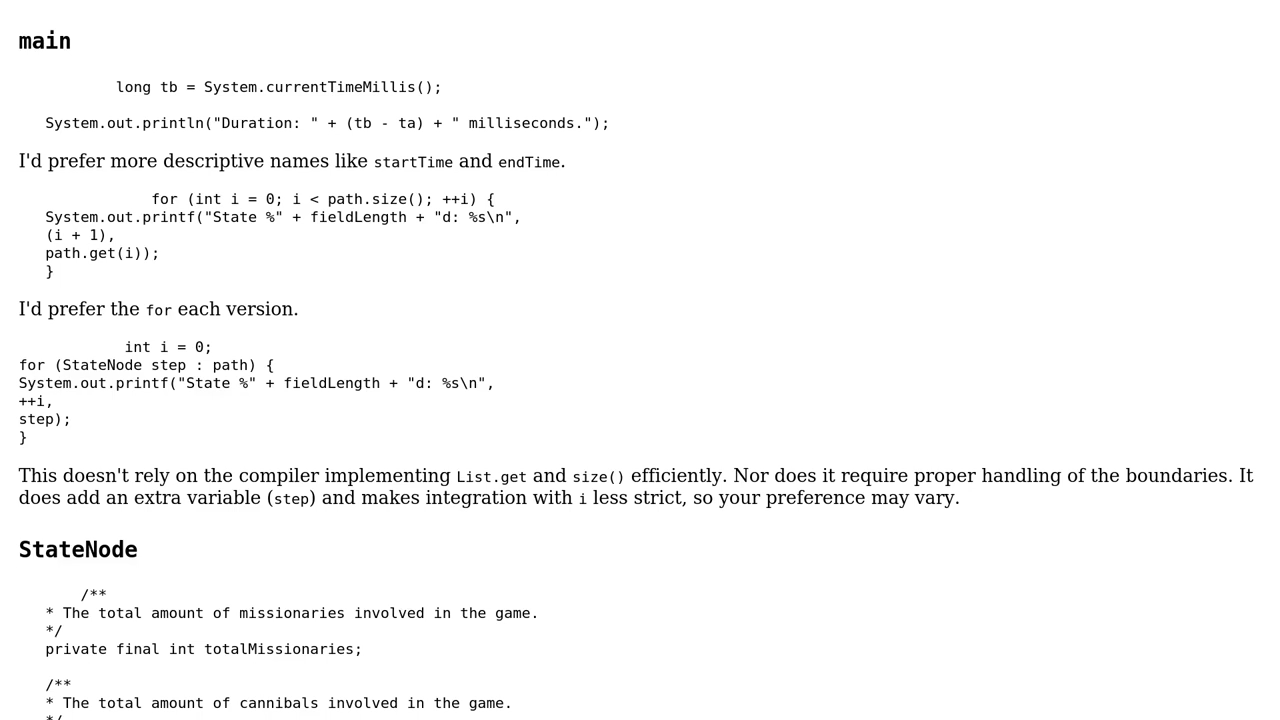 main
long tb = System.currentTimeMillis();
System.out.println("Duration: " + (tb - ta) + " milliseconds.");
I'd prefer more descriptive names like startTime and endTime.
for (int i = 0; i < path.size(); ++i) {
System.out.printf("State %" + fieldLength + "d: %s\n",
(i + 1),
path.get(i));
}
I'd prefer the for each version.
int i = 0;
for (StateNode step : path) {
System.out.printf("State %" + fieldLength + "d: %s\n",
++i,
step);
}
This doesn't rely on the compiler implementing List.get and size() efficiently. Nor does it require proper handling of the boundaries. It
does add an extra variable (step) and makes integration with i less strict, so your preference may vary.
StateNode
/**
* The total amount of missionaries involved in the game.
*/
private final int totalMissionaries;
/**
* The total amount of cannibals involved in the game.
*/